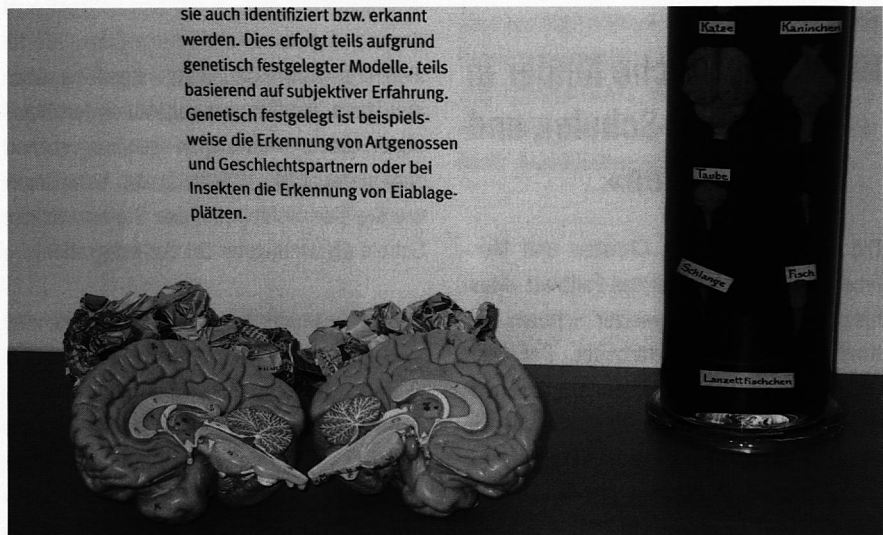 sie auch identifiziert bzw. erkannt
werden. Dies erfolgt teils aufgrund
genetisch festgelegter Modelle, teils
basierend auf subjektiver Erfahrung.
Genetisch festgelegt ist beispiels-
weise die Erkennung von Artgenossen
und Geschlechtspartnern oder bei
Insekten die Erkennung von Eiablage-
plätzen.
Katze
Kaninchen
Taube
Schlange
Fisch
Lanzettfischchen